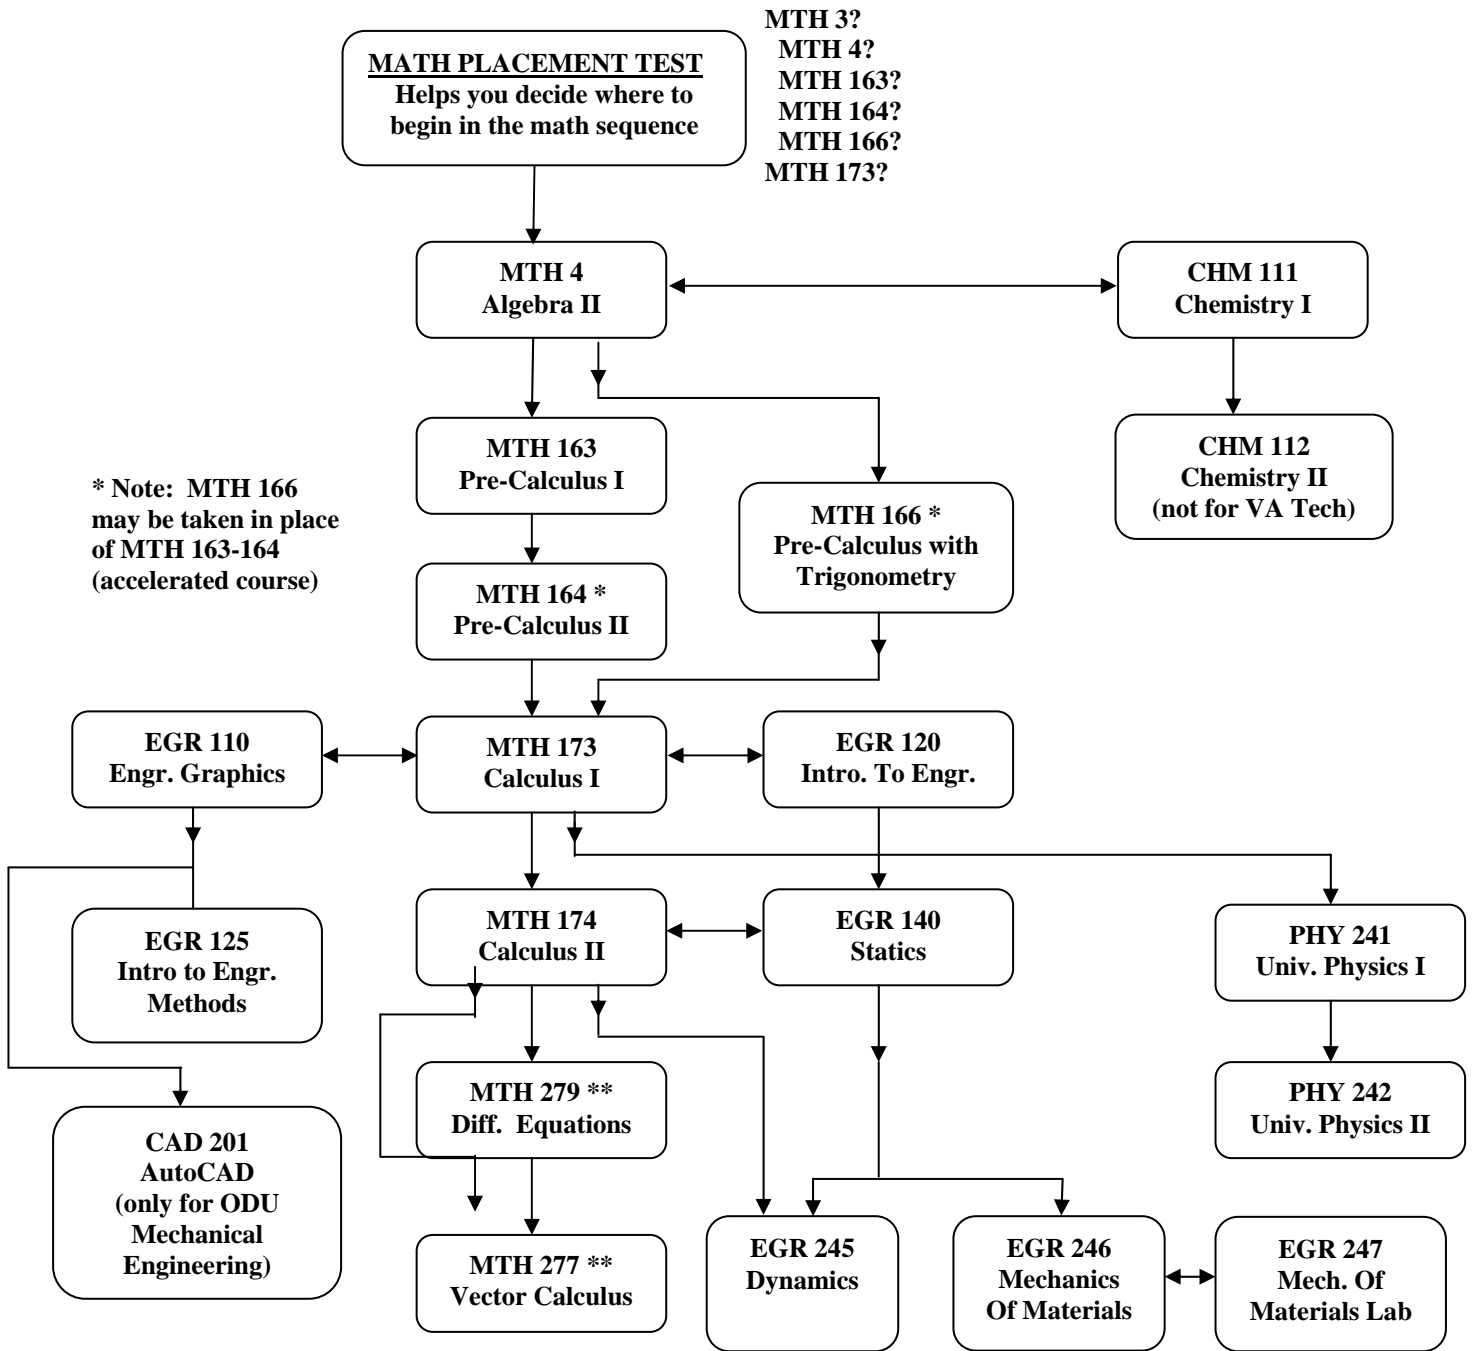 MTH 3?
MTH 4?
MTH 163?
MTH 164?
MTH 166?
MTH 173?
MATH PLACEMENT TEST
Helps you decide where to
begin in the math sequence
MTH 4
Algebra II
CHM 111
Chemistry I
MTH 163
Pre-Calculus I
CHM 112
Chemistry II
(not for VA Tech)
* Note:  MTH 166
may be taken in place
of MTH 163-164
(accelerated course)
MTH 166 *
Pre-Calculus with
Trigonometry
MTH 164 *
Pre-Calculus II
EGR 110
Engr. Graphics
MTH 173
Calculus I
EGR 120
Intro. To Engr.
EGR 125
Intro to Engr.
Methods
MTH 174
Calculus II
EGR 140
Statics
PHY 241
Univ. Physics I
MTH 279 **
Diff.  Equations
PHY 242
Univ. Physics II
CAD 201
AutoCAD
(only for ODU
Mechanical
Engineering)
MTH 277 **
Vector Calculus
EGR 245
Dynamics
EGR 246
Mechanics
Of Materials
EGR 247
Mech. Of
Materials Lab